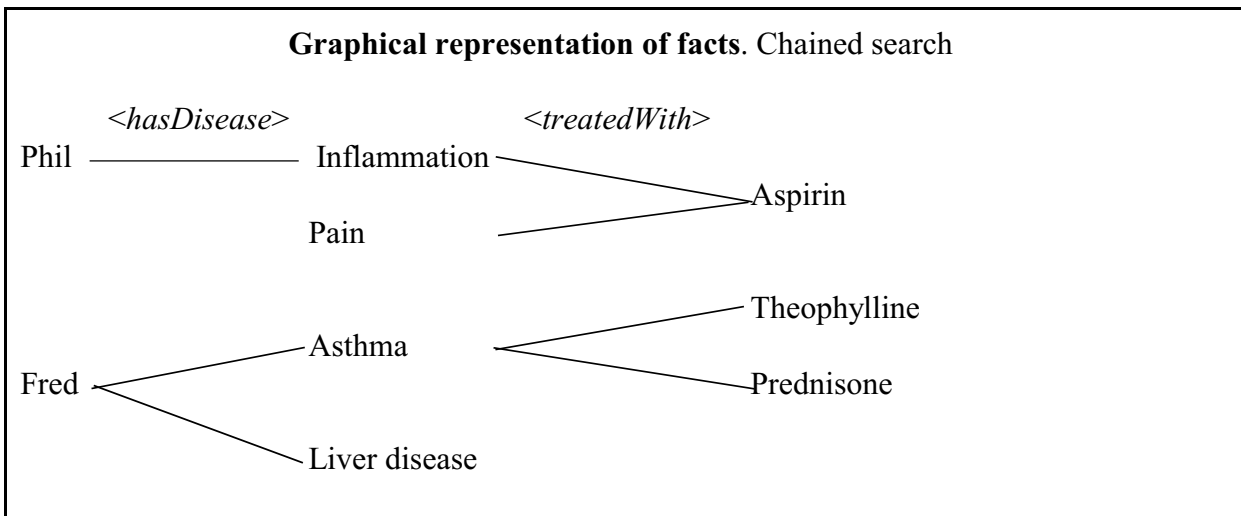 Graphical representation of facts. Chained search
<hasDisease> <treatedWith>
Phil Inflammation
Aspirin
Pain
Theophylline
Asthma
Fred Prednisone
Liver disease